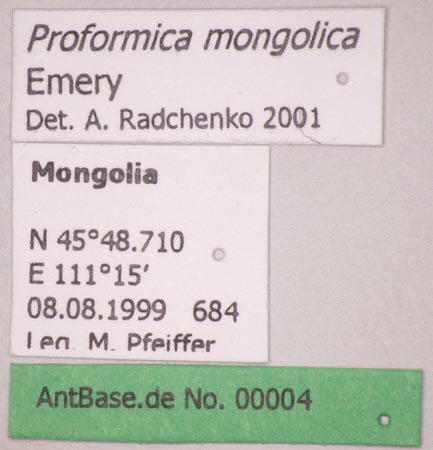 Proformica mongolica
Emery
Det. A. Radchenko 2001
Mongolia
N 45°48.710
E 111°15'
08.08.1999 684
Leg. M. Pfeiffer
AntBase.de No. 00004